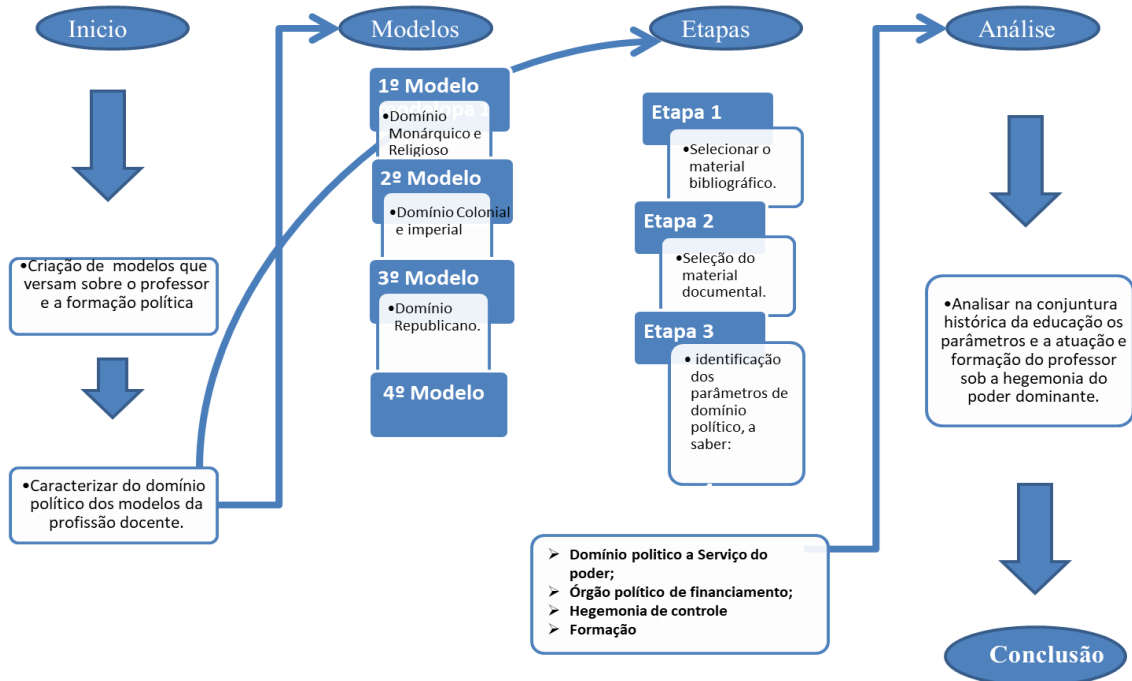 Inicio
Criação de modelos que
versam sobre o professor
e a formação política
Caracterizar do domínio
político dos modelos da
profissão docente.
Modelos
1º Modelo
•Domínio
Monárquico e
Religioso
2º Modelo
•Domínio Colonial
e imperial
3º Modelo
•Domínio
Republicano.
4º Modelo
Etapas
Etapa 1
•Selecionar o
material
bibliográfico.
Etapa 2
•Seleção do
material
documental.
Etapa 3
• identificação
dos
parâmetros de
domínio
político, a
saber:
➢ Domínio politico a Serviço do
poder;
➢ Órgão político de financiamento;
➢ Hegemonia de controle
➢ Formação
Análise
•Analisar na conjuntura
histórica da educação os
parâmetros e a atuação e
formação do professor
sob a hegemonia do
poder dominante.
Conclusão